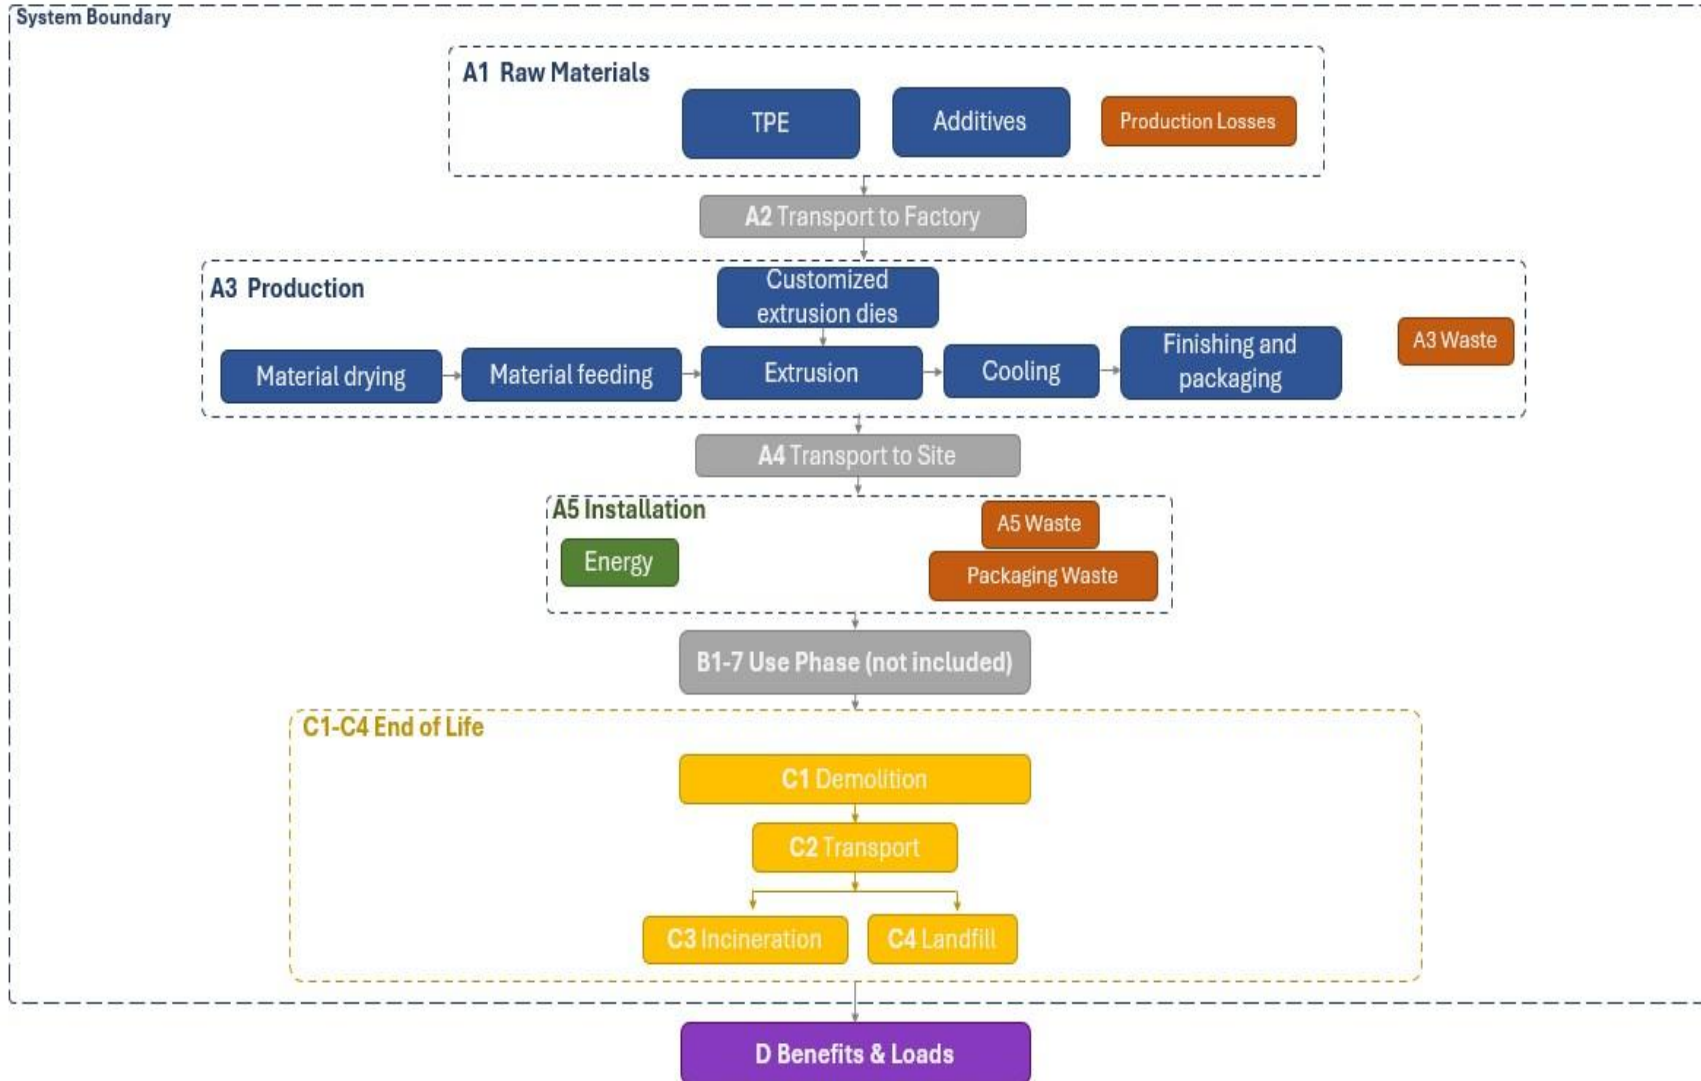 System Boundary
A1  Raw Materials
TPE
Additives
Production Losses
A2 Transport to Factory
A3  Production
Customized
extrusion dies
Material drying
Material feeding
Extrusion
Cooling
Finishing and
packaging
A3 Waste
A4 Transport to Site
A5 Installation
Energy
A5 Waste
Packaging Waste
B1-7 Use Phase (not included)
C1-C4 End of Life
C1 Demolition
C2 Transport
C3 Incineration
C4 Landfill
D Benefits & Loads